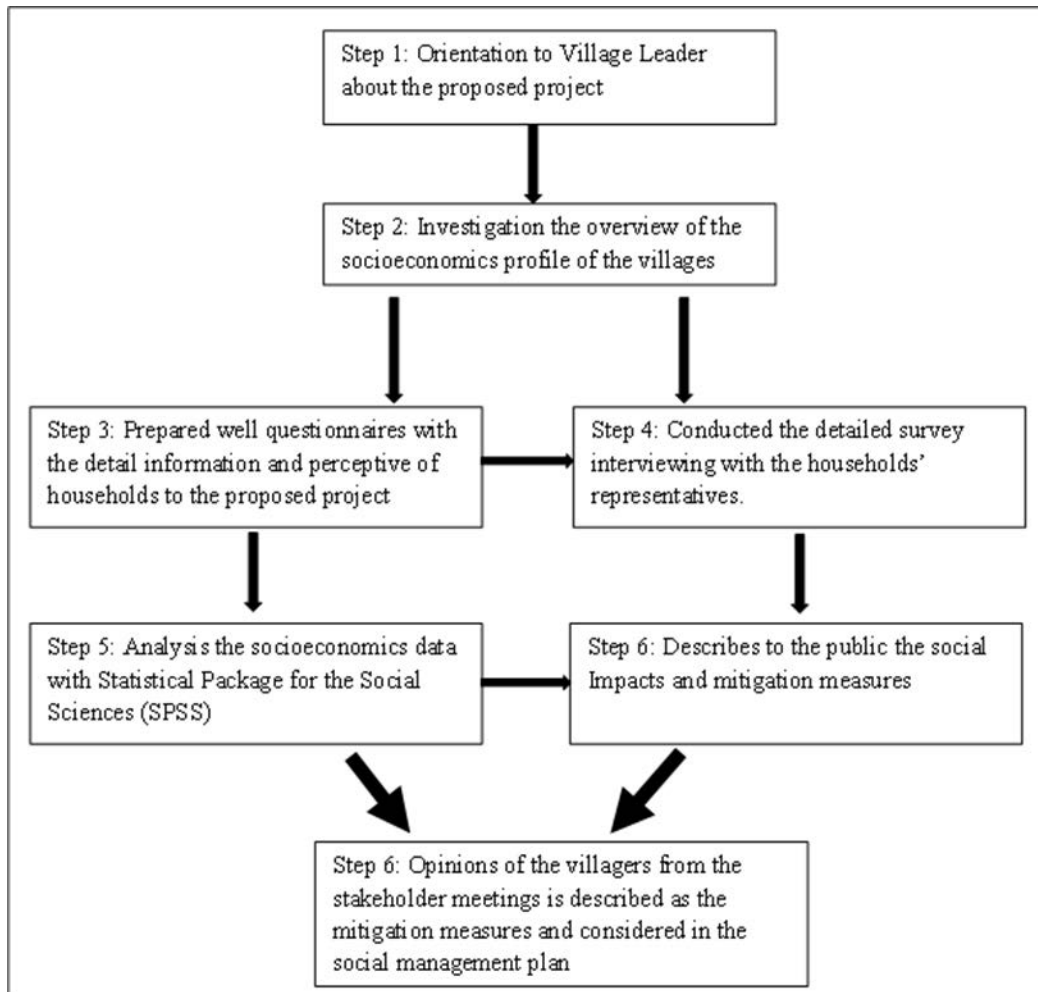 Step 1: Orientation to Village Leader
about the proposed project
Step 2: Investigation the overview of the
socioeconomics profile of the villages
Step 3: Prepared well questionnaires with
the detail information and perceptive of
households to the proposed project
Step 4: Conducted the detailed survey
interviewing with the households’
representatives.
Step 5: Analysis the socioeconomics data
with Statistical Package for the Social
Sciences (SPSS)
Step 6: Describes to the public the social
Impacts and mitigation measures
Step 6: Opinions of the villagers from the
stakeholder meetings is described as the
mitigation measures and considered in the
social management plan